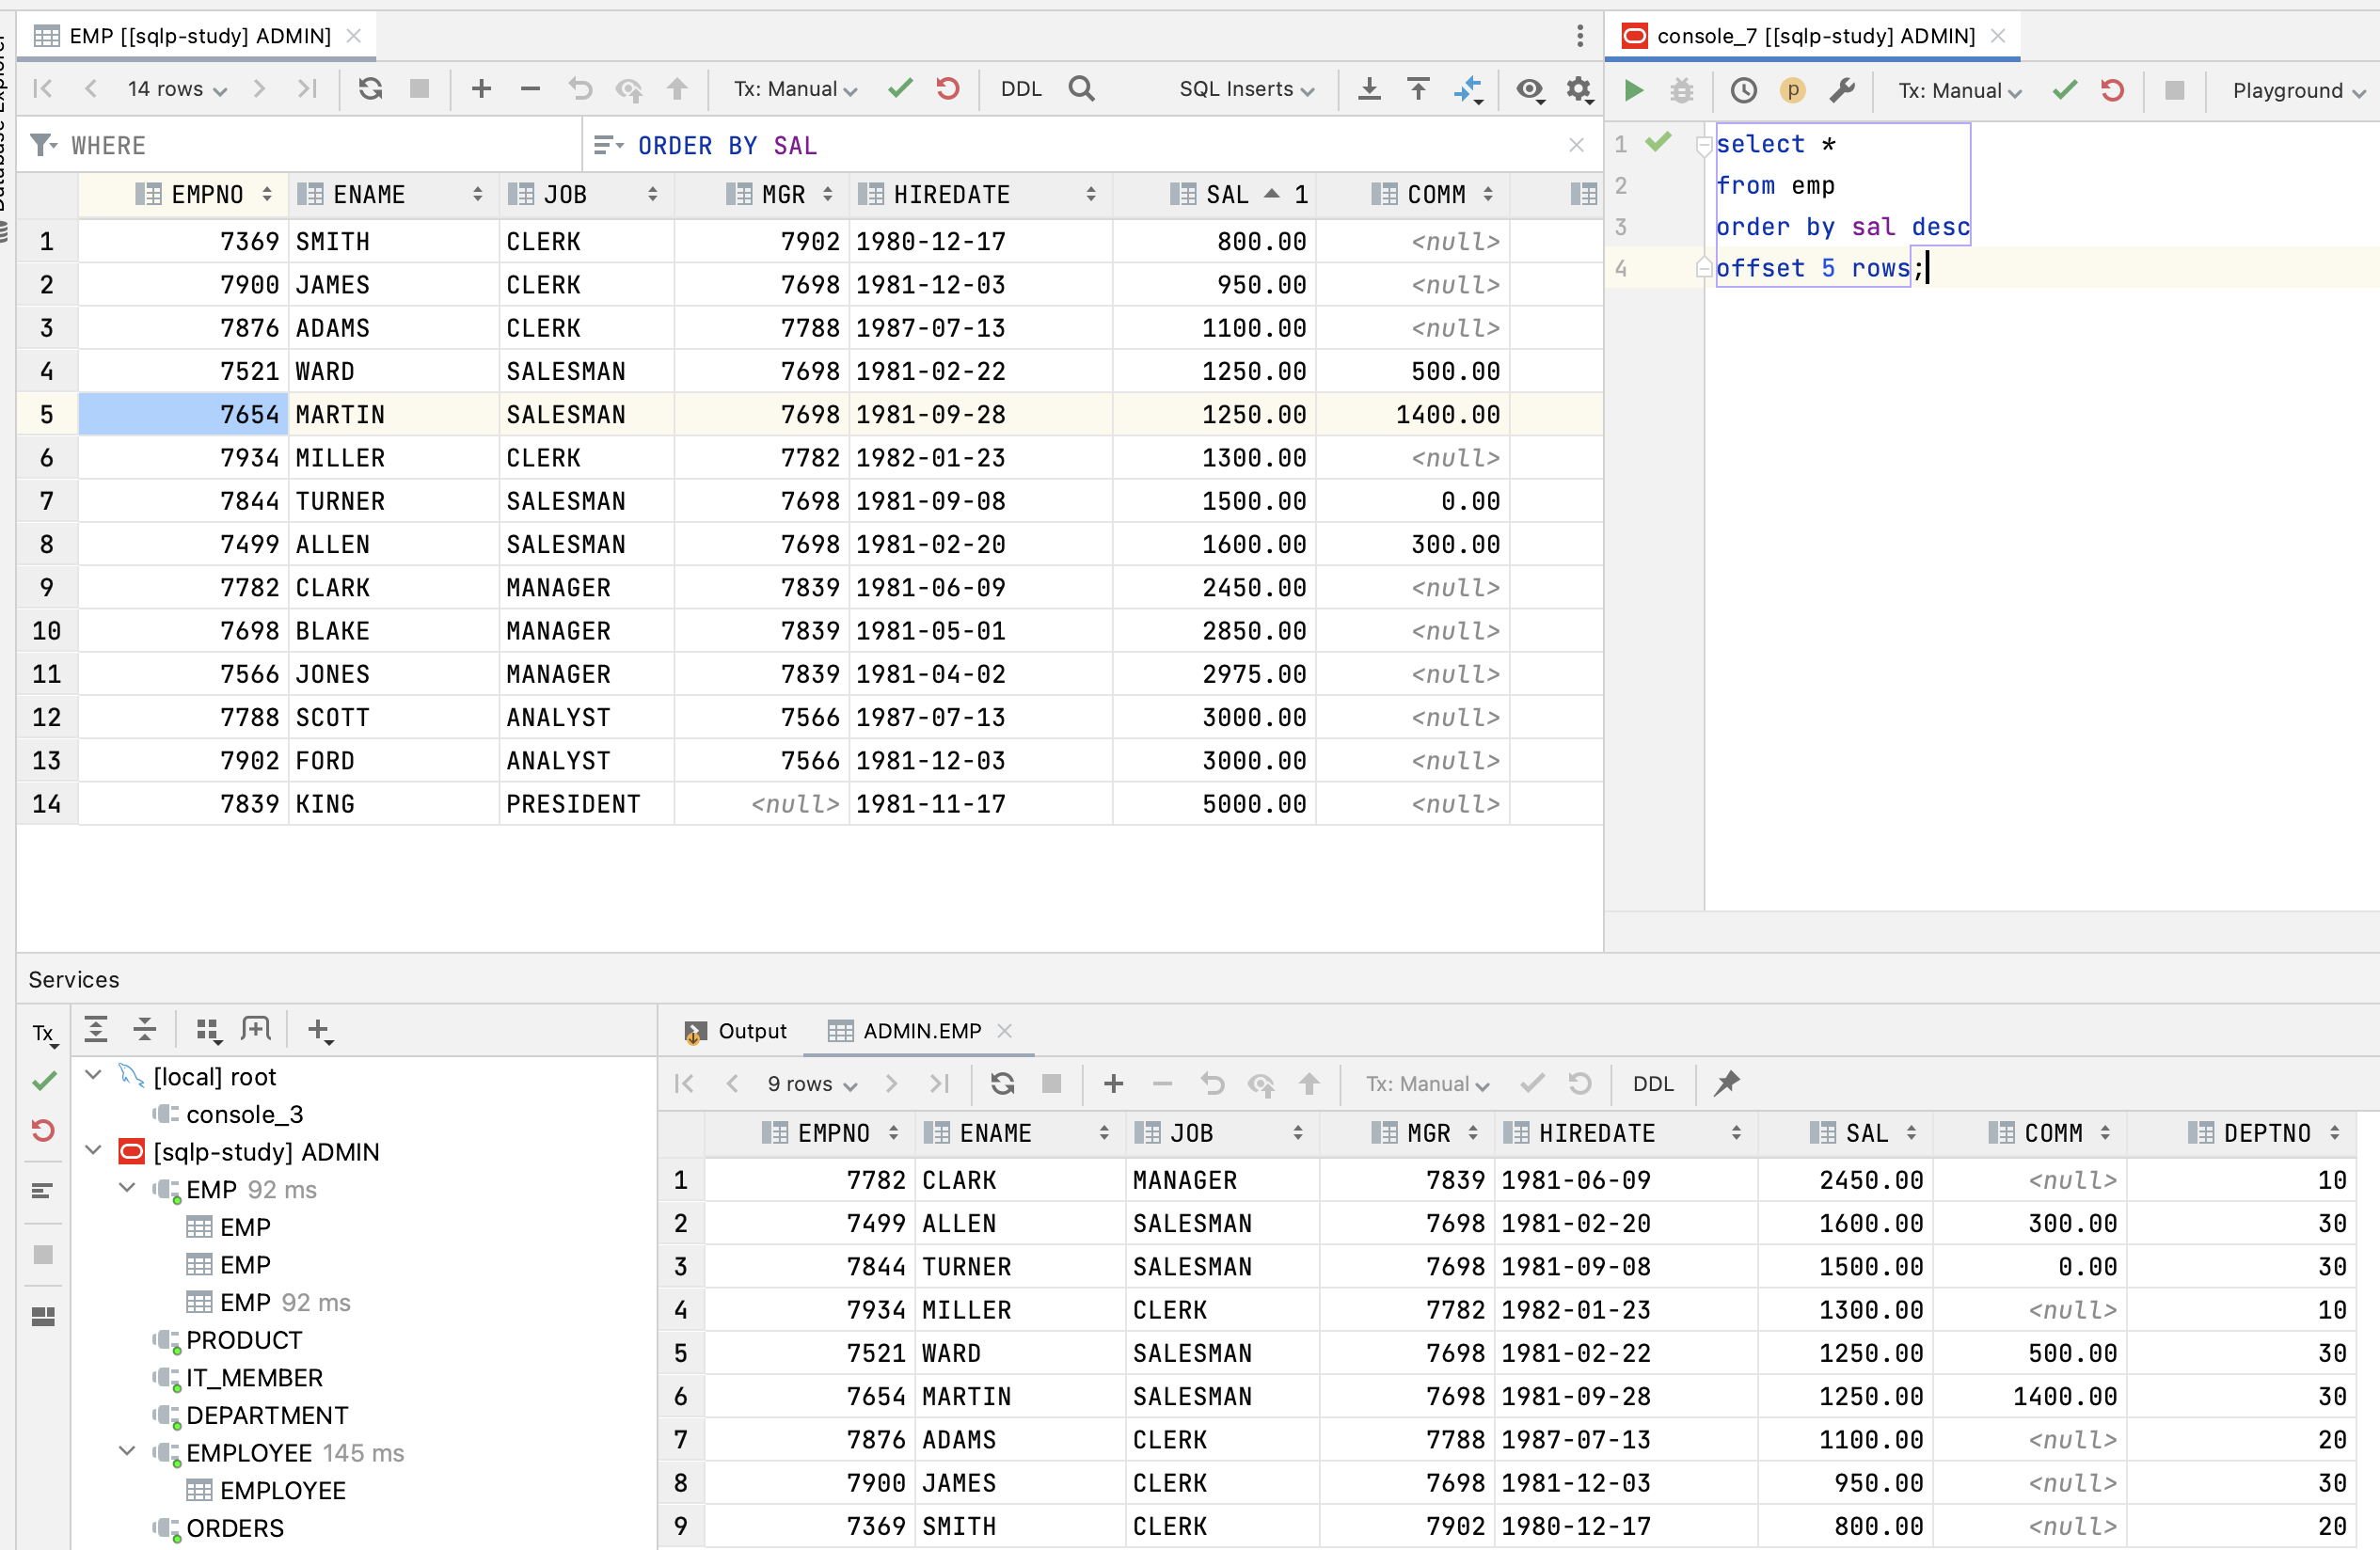 Database Explorer
EMP [[sqlp-study] ADMIN]
14 rows Tx: Manual DDL SQL Inserts
WHERE ORDER BY SAL
EMPNO ENAME JOB MGR HIREDATE SAL 1 COMM
1 7369 SMITH CLERK 7902 1980-12-17 800.00 <null>
2 7900 JAMES CLERK 7698 1981-12-03 950.00 <null>
3 7876 ADAMS CLERK 7788 1987-07-13 1100.00 <null>
4 7521 WARD SALESMAN 7698 1981-02-22 1250.00 500.00
5 7654 MARTIN SALESMAN 7698 1981-09-28 1250.00 1400.00
6 7934 MILLER CLERK 7782 1982-01-23 1300.00 <null>
7 7844 TURNER SALESMAN 7698 1981-09-08 1500.00 0.00
8 7499 ALLEN SALESMAN 7698 1981-02-20 1600.00 300.00
9 7782 CLARK MANAGER 7839 1981-06-09 2450.00 <null>
10 7698 BLAKE MANAGER 7839 1981-05-01 2850.00 <null>
11 7566 JONES MANAGER 7839 1981-04-02 2975.00 <null>
12 7788 SCOTT ANALYST 7566 1987-07-13 3000.00 <null>
13 7902 FORD ANALYST 7566 1981-12-03 3000.00 <null>
14 7839 KING PRESIDENT <null> 1981-11-17 5000.00 <null>
console_7 [[sqlp-study] ADMIN]
p Tx: Manual Playground
1 select *
2 from emp
3 order by sal desc
4 offset 5 rows;
Services
Tx
[local] root
console_3
[sqlp-study] ADMIN
EMP 92 ms
EMP
EMP
EMP 92 ms
PRODUCT
IT_MEMBER
DEPARTMENT
EMPLOYEE 145 ms
EMPLOYEE
ORDERS
Output ADMIN.EMP
9 rows Tx: Manual DDL
EMPNO ENAME JOB MGR HIREDATE SAL COMM DEPTNO
1 7782 CLARK MANAGER 7839 1981-06-09 2450.00 <null> 10
2 7499 ALLEN SALESMAN 7698 1981-02-20 1600.00 300.00 30
3 7844 TURNER SALESMAN 7698 1981-09-08 1500.00 0.00 30
4 7934 MILLER CLERK 7782 1982-01-23 1300.00 <null> 10
5 7521 WARD SALESMAN 7698 1981-02-22 1250.00 500.00 30
6 7654 MARTIN SALESMAN 7698 1981-09-28 1250.00 1400.00 30
7 7876 ADAMS CLERK 7788 1987-07-13 1100.00 <null> 20
8 7900 JAMES CLERK 7698 1981-12-03 950.00 <null> 30
9 7369 SMITH CLERK 7902 1980-12-17 800.00 <null> 20